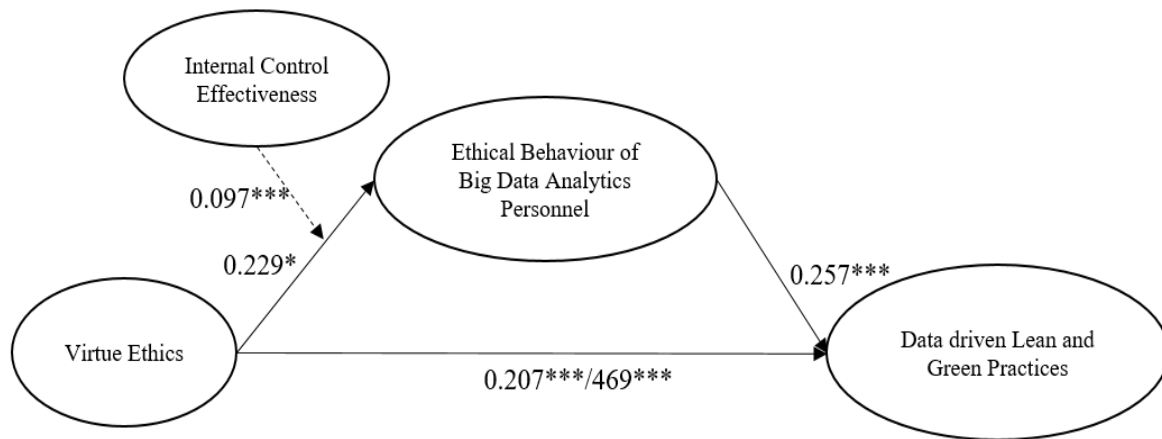 Internal Control
Effectiveness
Ethical Behaviour of
Big Data Analytics
Personnel
0.097***
0.229*
0.257***
Virtue Ethics
Data driven Lean and
Green Practices
0.207***/469***